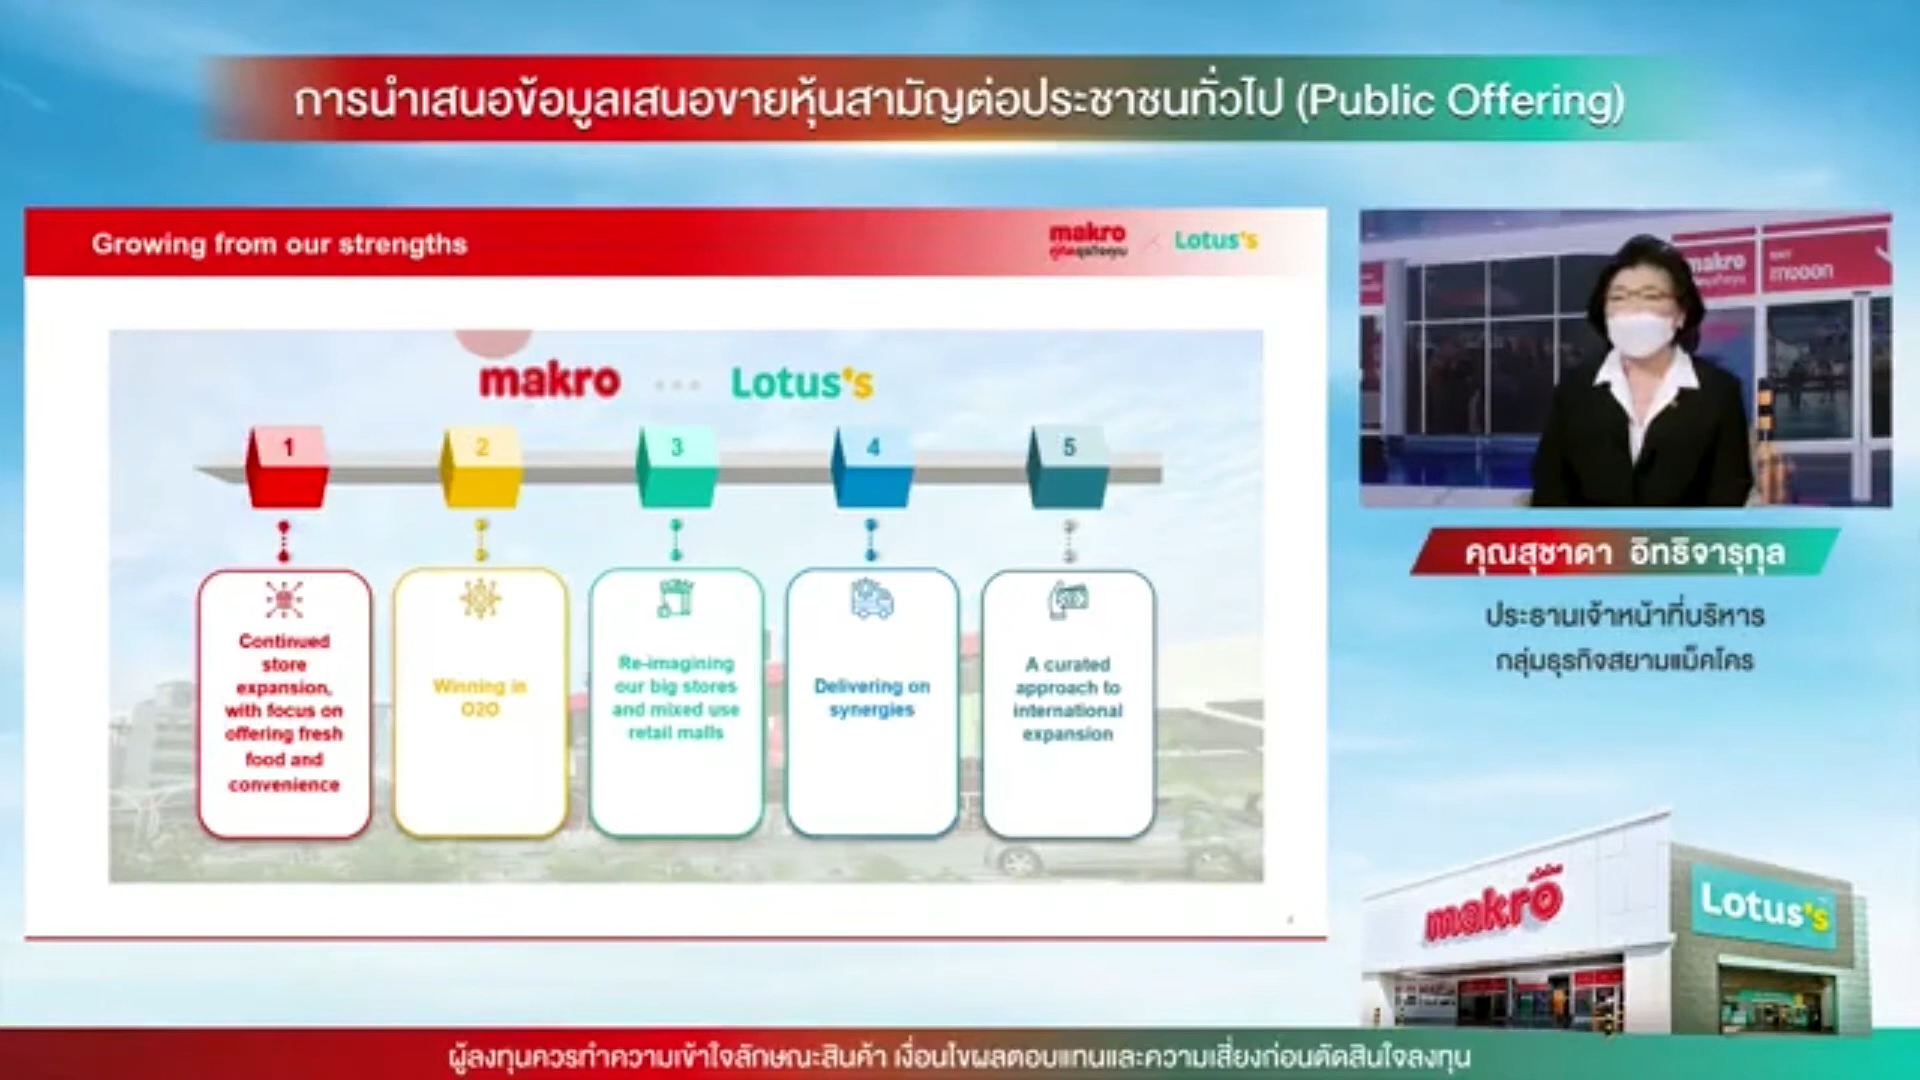 การนำเสนอข้อมูลเสนอขายหุ้นสามัญต่อประชาชนทั่วไป (Public Offering)
Growing from our strengths
makro
Lotus's
makro
Lotus's
1
2
3
4
5
Continued
store
expansion,
with focus on
offering fresh
food and
convenience
Winning in
O2O
Re-imagining
our big stores
and mixed use
retail malls
Delivering on
synergies
A curated
approach to
international
expansion
4
makro
คุณสุชาดา อิทธิจารุกุล
ประธานเจ้าหน้าที่บริหาร
กลุ่มธุรกิจสยามแม็คโคร
makro
Lotus's
ผู้ลงทุนควรทำความเข้าใจลักษณะสินค้า เงื่อนไขผลตอบแทนและความเสี่ยงก่อนตัดสินใจลงทุน